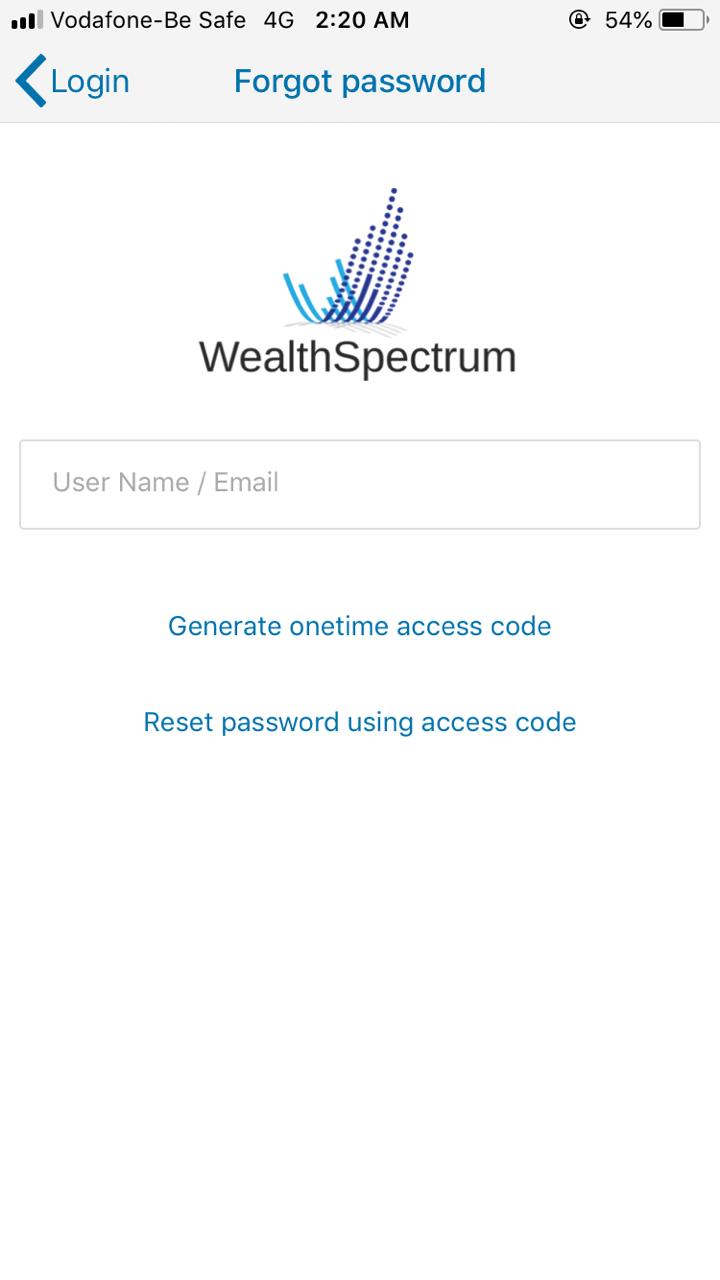 Vodafone-Be Safe 4G 2:20 AM 54%
Login Forgot password
WealthSpectrum
User Name / Email
Generate onetime access code
Reset password using access code